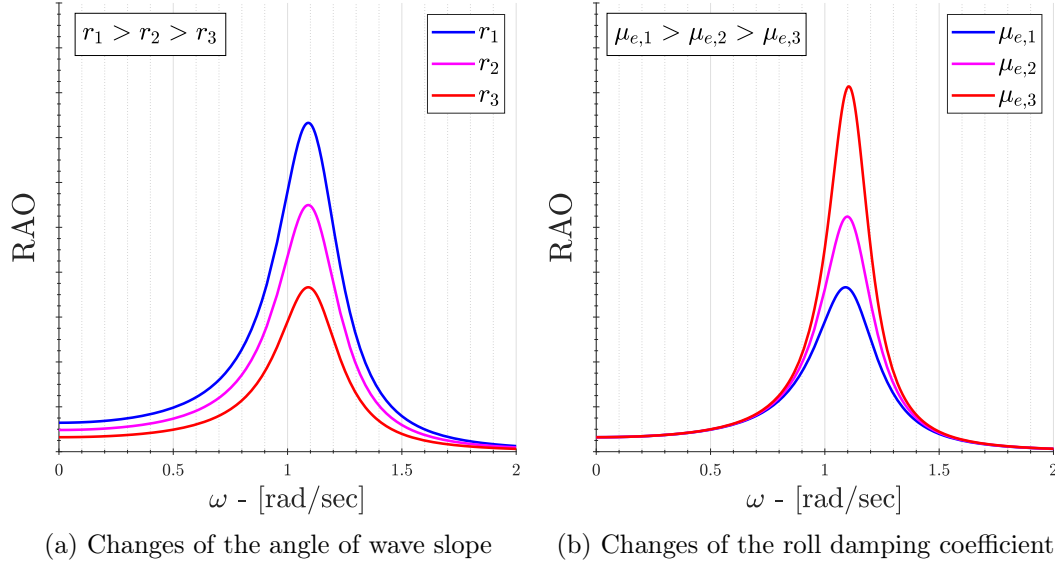 r₁ > r₂ > r₃
r₁
r₂
r₃
RAO
0 0.5 1 1.5 2
ω - [rad/sec]
(a) Changes of the angle of wave slope
μₑ,₁ > μₑ,₂ > μₑ,₃
μₑ,₁
μₑ,₂
μₑ,₃
RAO
0 0.5 1 1.5 2
ω - [rad/sec]
(b) Changes of the roll damping coefficient